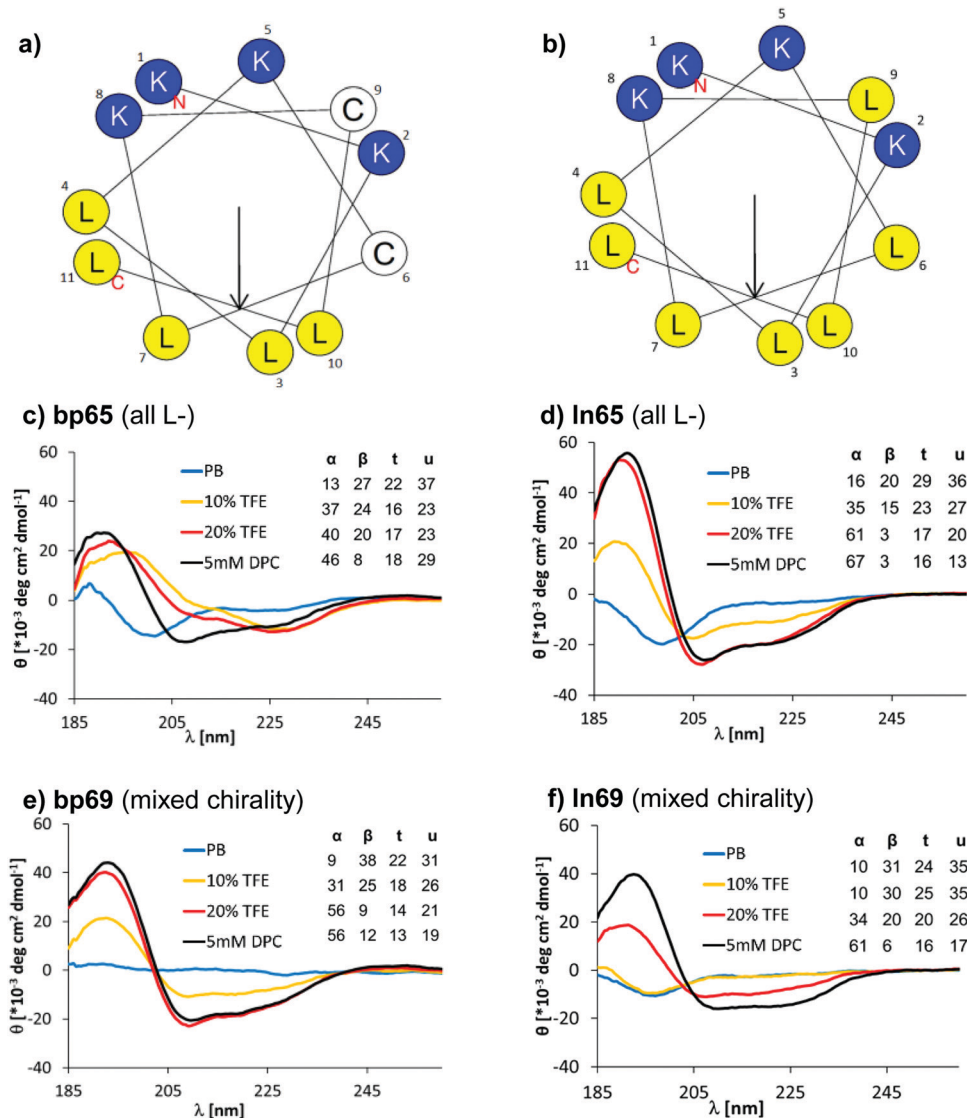 a)
b)
1 K N
5 K
8 K
9 C
2 K
4 L
C 6
11 L C
7 L
L 3
L 10
1 K N
5 K
8 K
9 L
2 K
4 L
L 6
11 L C
7 L
L 3
L 10
c) bp65 (all L-)
60
40
20
0
-20
-40
θ [*10⁻³ deg cm² dmol⁻¹]
185 205 225 245
λ [nm]
PB
10% TFE
20% TFE
5mM DPC
α β t u
13 27 22 37
37 24 16 23
40 20 17 23
46 8 18 29
d) ln65 (all L-)
60
40
20
0
-20
-40
θ [*10⁻³ deg cm² dmol⁻¹]
185 205 225 245
λ [nm]
PB
10% TFE
20% TFE
5mM DPC
α β t u
16 20 29 36
35 15 23 27
61 3 17 20
67 3 16 13
e) bp69 (mixed chirality)
60
40
20
0
-20
-40
θ [*10⁻³ deg cm² dmol⁻¹]
185 205 225 245
λ [nm]
PB
10% TFE
20% TFE
5mM DPC
α β t u
9 38 22 31
31 25 18 26
56 9 14 21
56 12 13 19
f) ln69 (mixed chirality)
60
40
20
0
-20
-40
θ [*10⁻³ deg cm² dmol⁻¹]
185 205 225 245
λ [nm]
PB
10% TFE
20% TFE
5mM DPC
α β t u
10 31 24 35
10 30 25 35
34 20 20 26
61 6 16 17